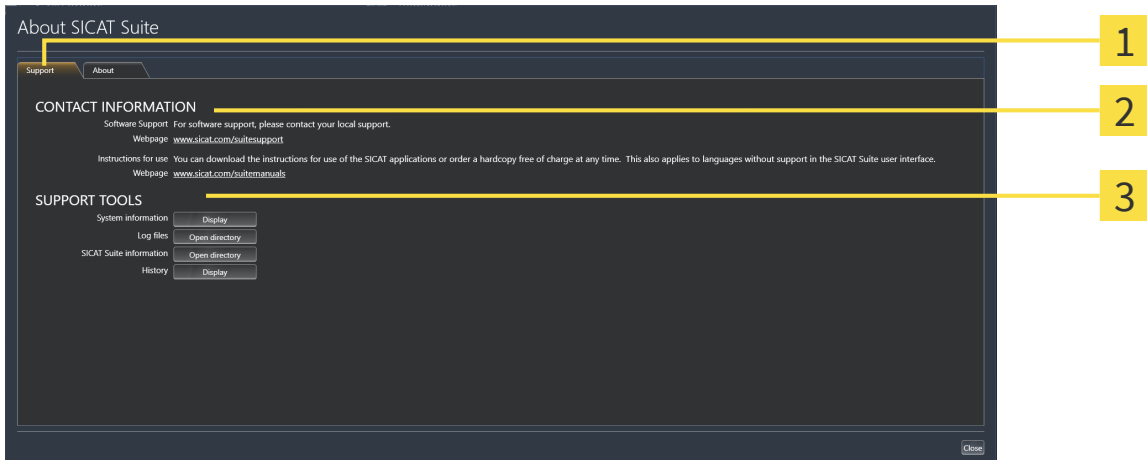 About SICAT Suite
1
Support
About
CONTACT INFORMATION
2
Software Support For software support, please contact your local support.
Webpage www.sicat.com/suitesupport
Instructions for use You can download the instructions for use of the SICAT applications or order a hardcopy free of charge at any time. This also applies to languages without support in the SICAT Suite user interface.
Webpage www.sicat.com/suitemanuals
SUPPORT TOOLS
3
System information Display
Log files Open directory
SICAT Suite information Open directory
History Display
Close